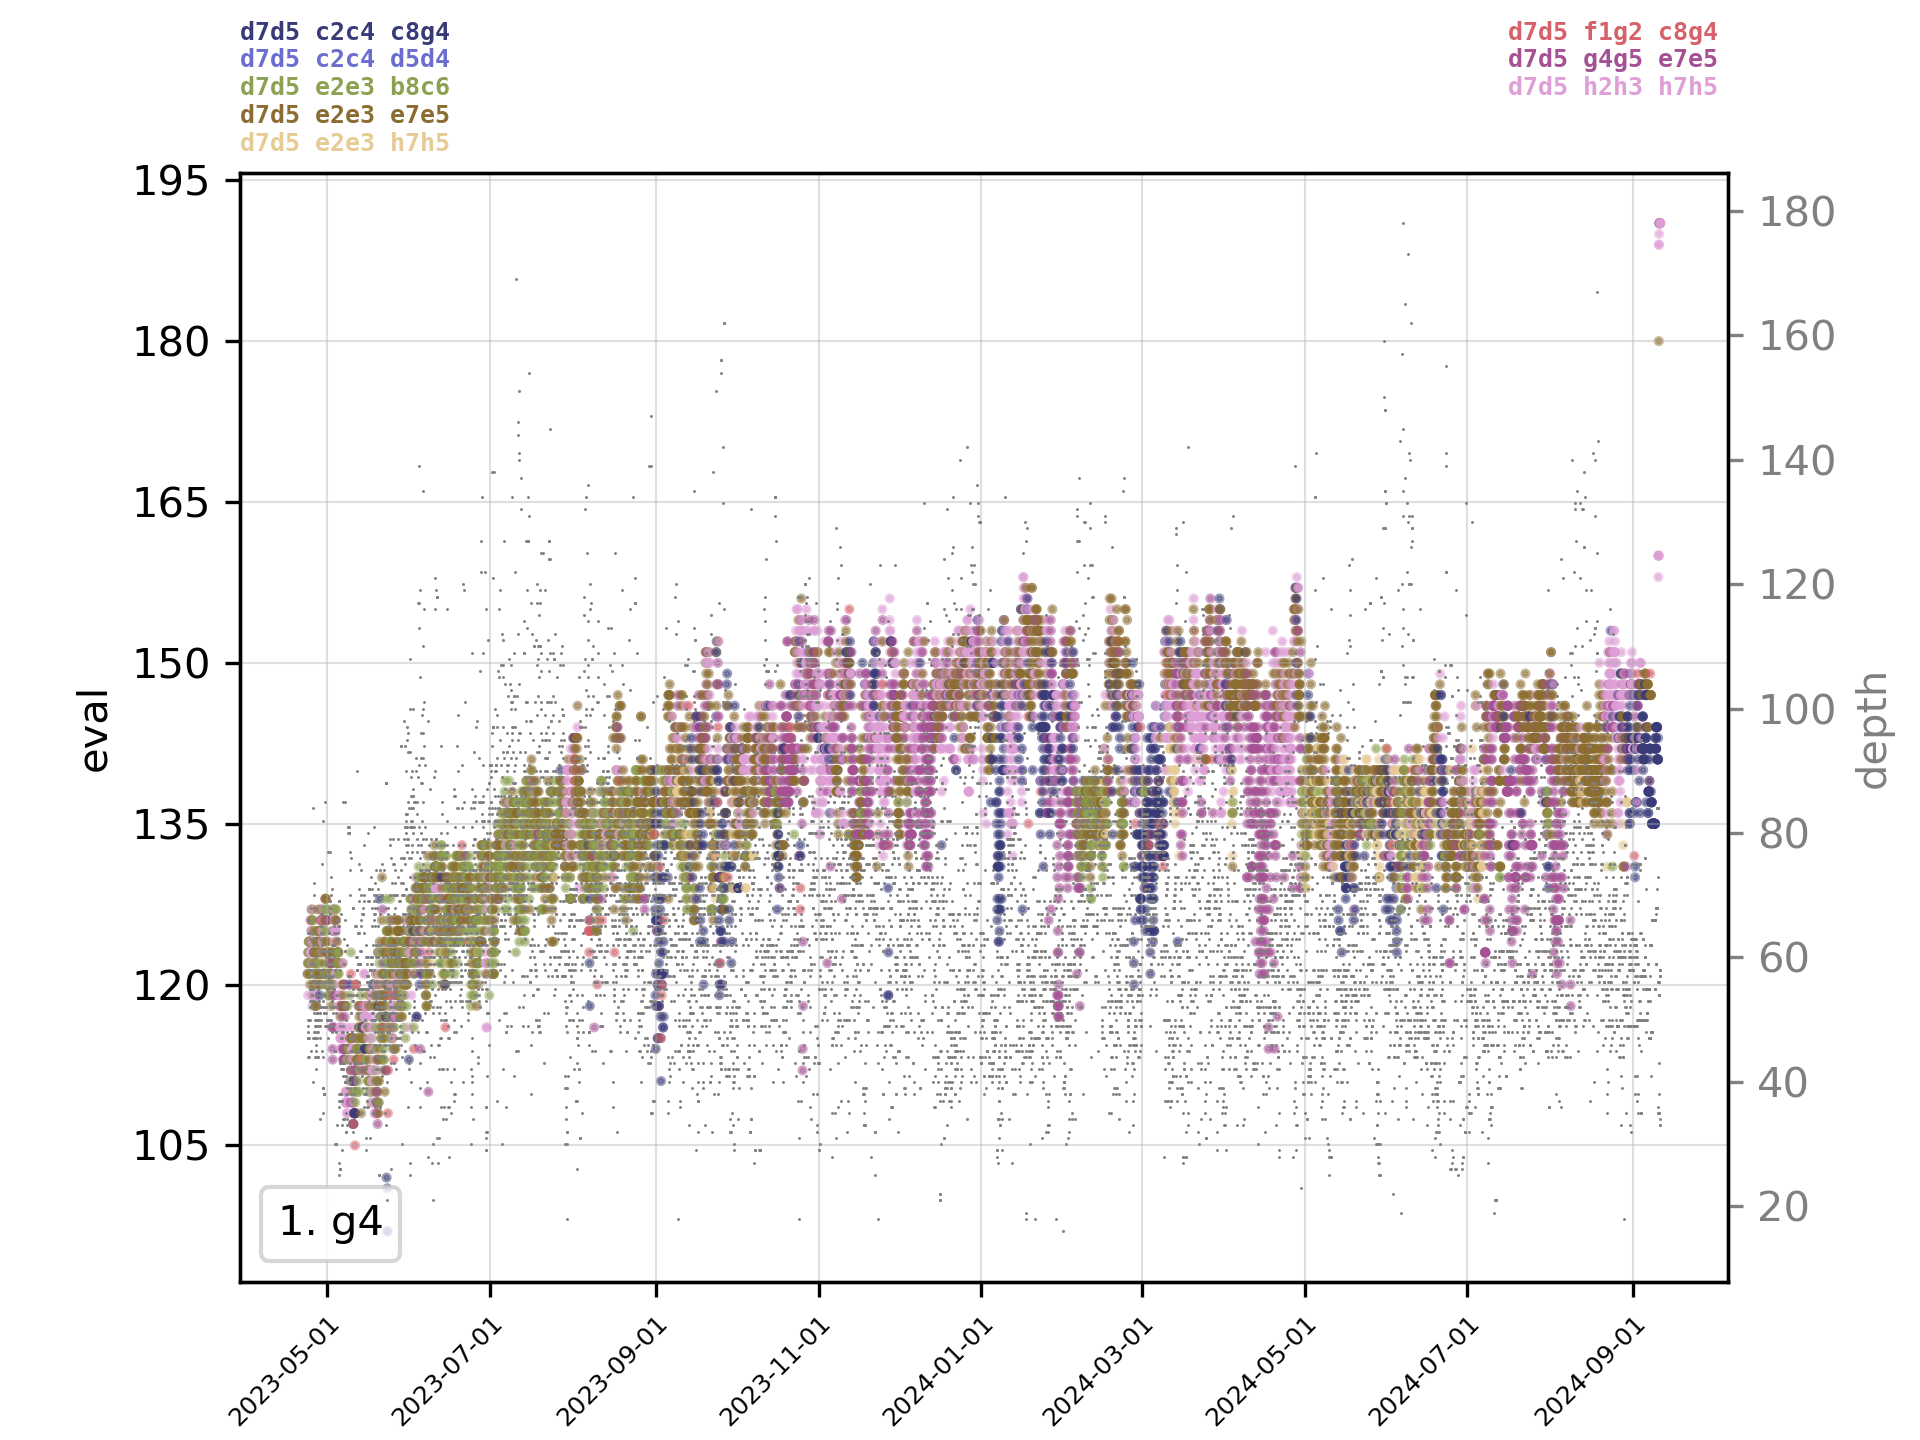 d7d5 c2c4 c8g4
d7d5 c2c4 d5d4
d7d5 e2e3 b8c6
d7d5 e2e3 e7e5
d7d5 e2e3 h7h5
d7d5 f1g2 c8g4
d7d5 g4g5 e7e5
d7d5 h2h3 h7h5
195
180
165
150
135
120
105
eval
180
160
140
120
100
80
60
40
20
depth
1. g4
2023-05-01
2023-07-01
2023-09-01
2023-11-01
2024-01-01
2024-03-01
2024-05-01
2024-07-01
2024-09-01